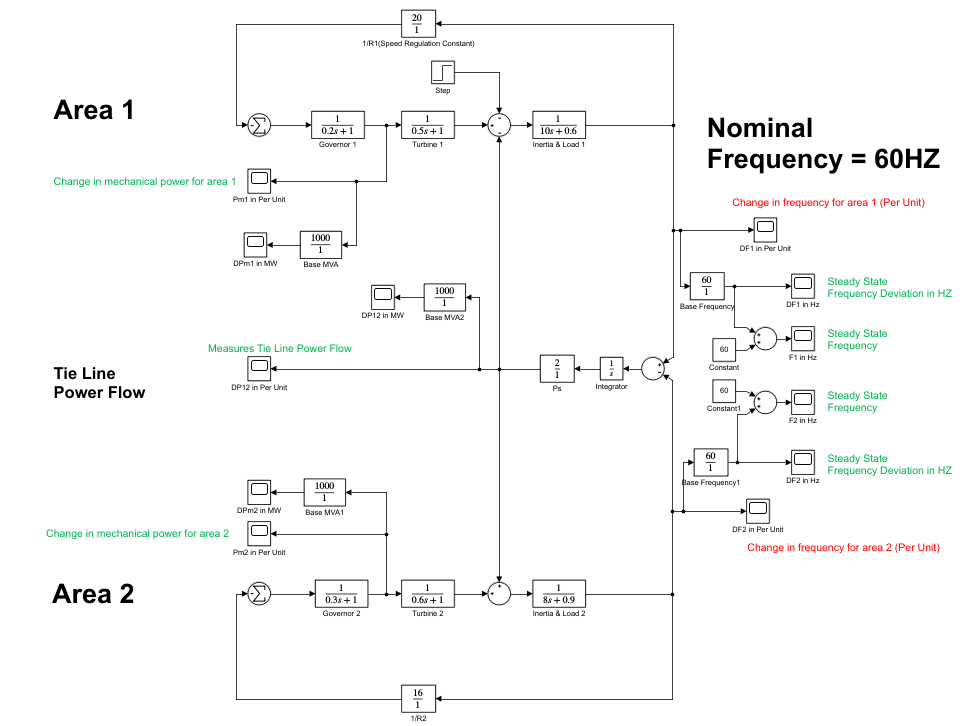 20
1
1/R1(Speed Regulation Constant)
Step
Area 1
Nominal
Frequency = 60HZ
-
Σ
1
0.2s + 1
Governor 1
1
0.5s + 1
Turbine 1
-
+
-
1
10s + 0.6
Inertia & Load 1
Change in mechanical power for area 1
Pm1 in Per Unit
Change in frequency for area 1 (Per Unit)
DF1 in Per Unit
DPm1 in MW
1000
1
Base MVA
60
1
Base Frequency
DF1 in Hz
Steady State
Frequency Deviation in HZ
DP12 in MW
1000
1
Base MVA2
60
Constant
+
+
F1 in Hz
Steady State
Frequency
Measures Tie Line Power Flow
DP12 in Per Unit
Tie Line
Power Flow
2
1
Ps
1
s
Integrator
+
-
60
Constant1
+
+
F2 in Hz
Steady State
Frequency
60
1
Base Frequency1
DF2 in Hz
Steady State
Frequency Deviation in HZ
DPm2 in MW
1000
1
Base MVA1
DF2 in Per Unit
Change in frequency for area 2 (Per Unit)
Change in mechanical power for area 2
Pm2 in Per Unit
Area 2
-
Σ
1
0.3s + 1
Governor 2
1
0.6s + 1
Turbine 2
+
+
1
8s + 0.9
Inertia & Load 2
16
1
1/R2